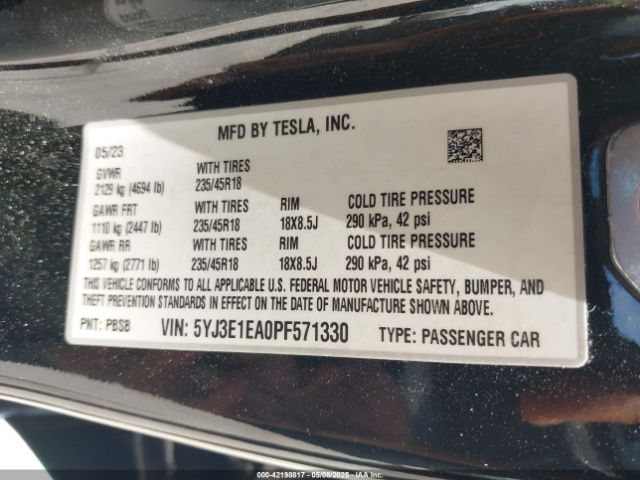 MFD BY TESLA, INC.
05/23
GVWR WITH TIRES
2129 kg (4694 lb) 235/45R18
GAWR FRT WITH TIRES RIM COLD TIRE PRESSURE
1110 kg (2447 lb) 235/45R18 18X8.5J 290 kPa, 42 psi
GAWR RR WITH TIRES RIM COLD TIRE PRESSURE
1257 kg (2771 lb) 235/45R18 18X8.5J 290 kPa, 42 psi
THIS VEHICLE CONFORMS TO ALL APPLICABLE U.S. FEDERAL MOTOR VEHICLE SAFETY, BUMPER, AND
THEFT PREVENTION STANDARDS IN EFFECT ON THE DATE OF MANUFACTURE SHOWN ABOVE.
PNT: PBSB VIN: 5YJ3E1EA0PF571330 TYPE: PASSENGER CAR
000-42198817 - 05/08/2025 - IAA Corp.